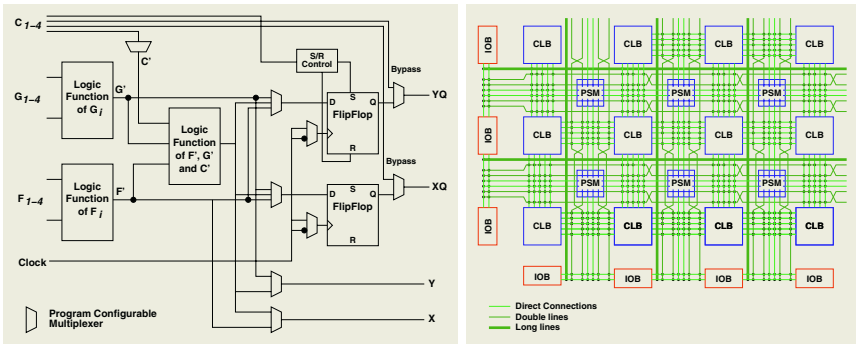 C 1–4
C'
S/R
Control
Bypass
YQ
G 1–4
Logic
Function
of G i
G'
Logic
Function
of F', G'
and C'
D S Q
FlipFlop
R
Bypass
XQ
F 1–4
Logic
Function
of F i
F'
D S Q
FlipFlop
R
Clock
Y
X
Program Configurable
Multiplexer
IOB
CLB
CLB
CLB
CLB
PSM
PSM
PSM
IOB
CLB
CLB
CLB
CLB
PSM
PSM
PSM
IOB
CLB
CLB
CLB
CLB
IOB
IOB
IOB
IOB
Direct Connections
Double lines
Long lines